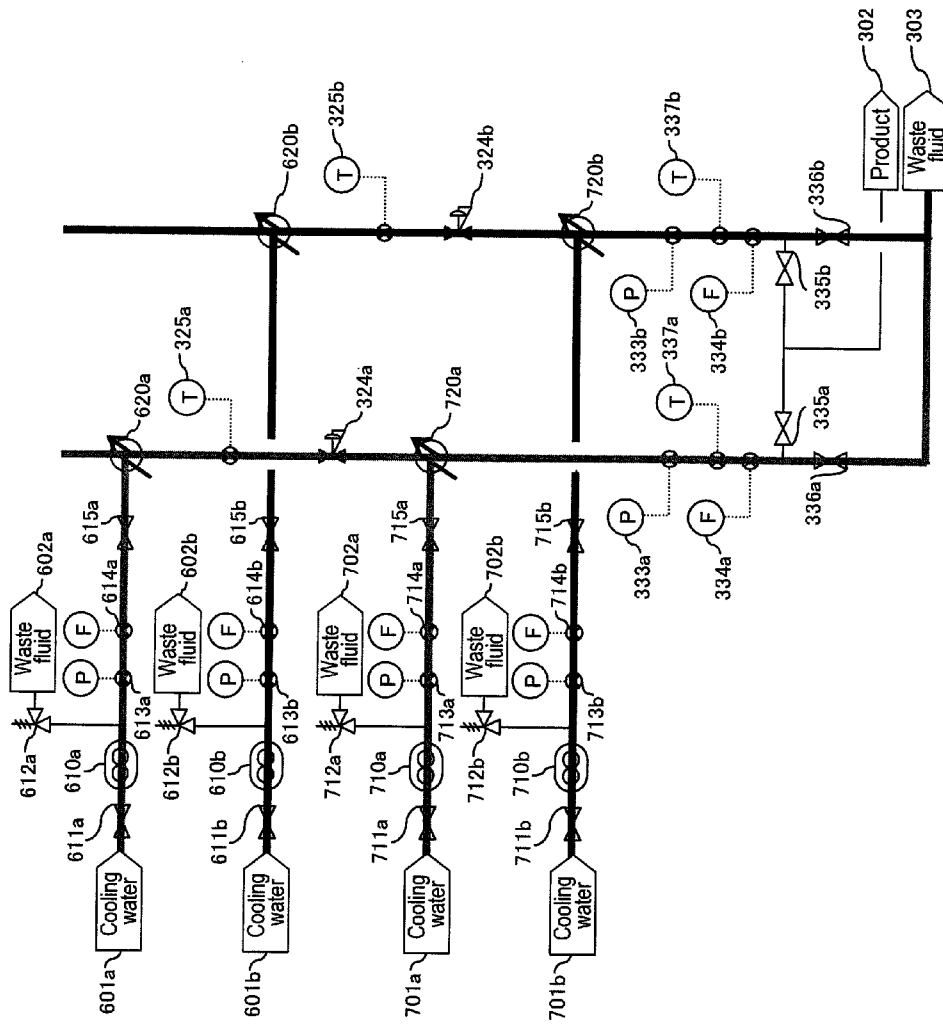 601a
Cooling
water
611a
610a
612a
602a
Waste
fluid
P
F
613a
614a
615a
620a
T
325a
324a
601b
Cooling
water
611b
610b
612b
602b
Waste
fluid
P
F
613b
614b
615b
620b
T
325b
324b
701a
Cooling
water
711a
710a
712a
702a
Waste
fluid
P
F
713a
714a
715a
720a
701b
Cooling
water
711b
710b
712b
702b
Waste
fluid
P
F
713b
714b
715b
720b
P
333a
T
337a
F
334a
335a
336a
P
333b
T
337b
F
334b
335b
336b
Product
302
Waste
fluid
303